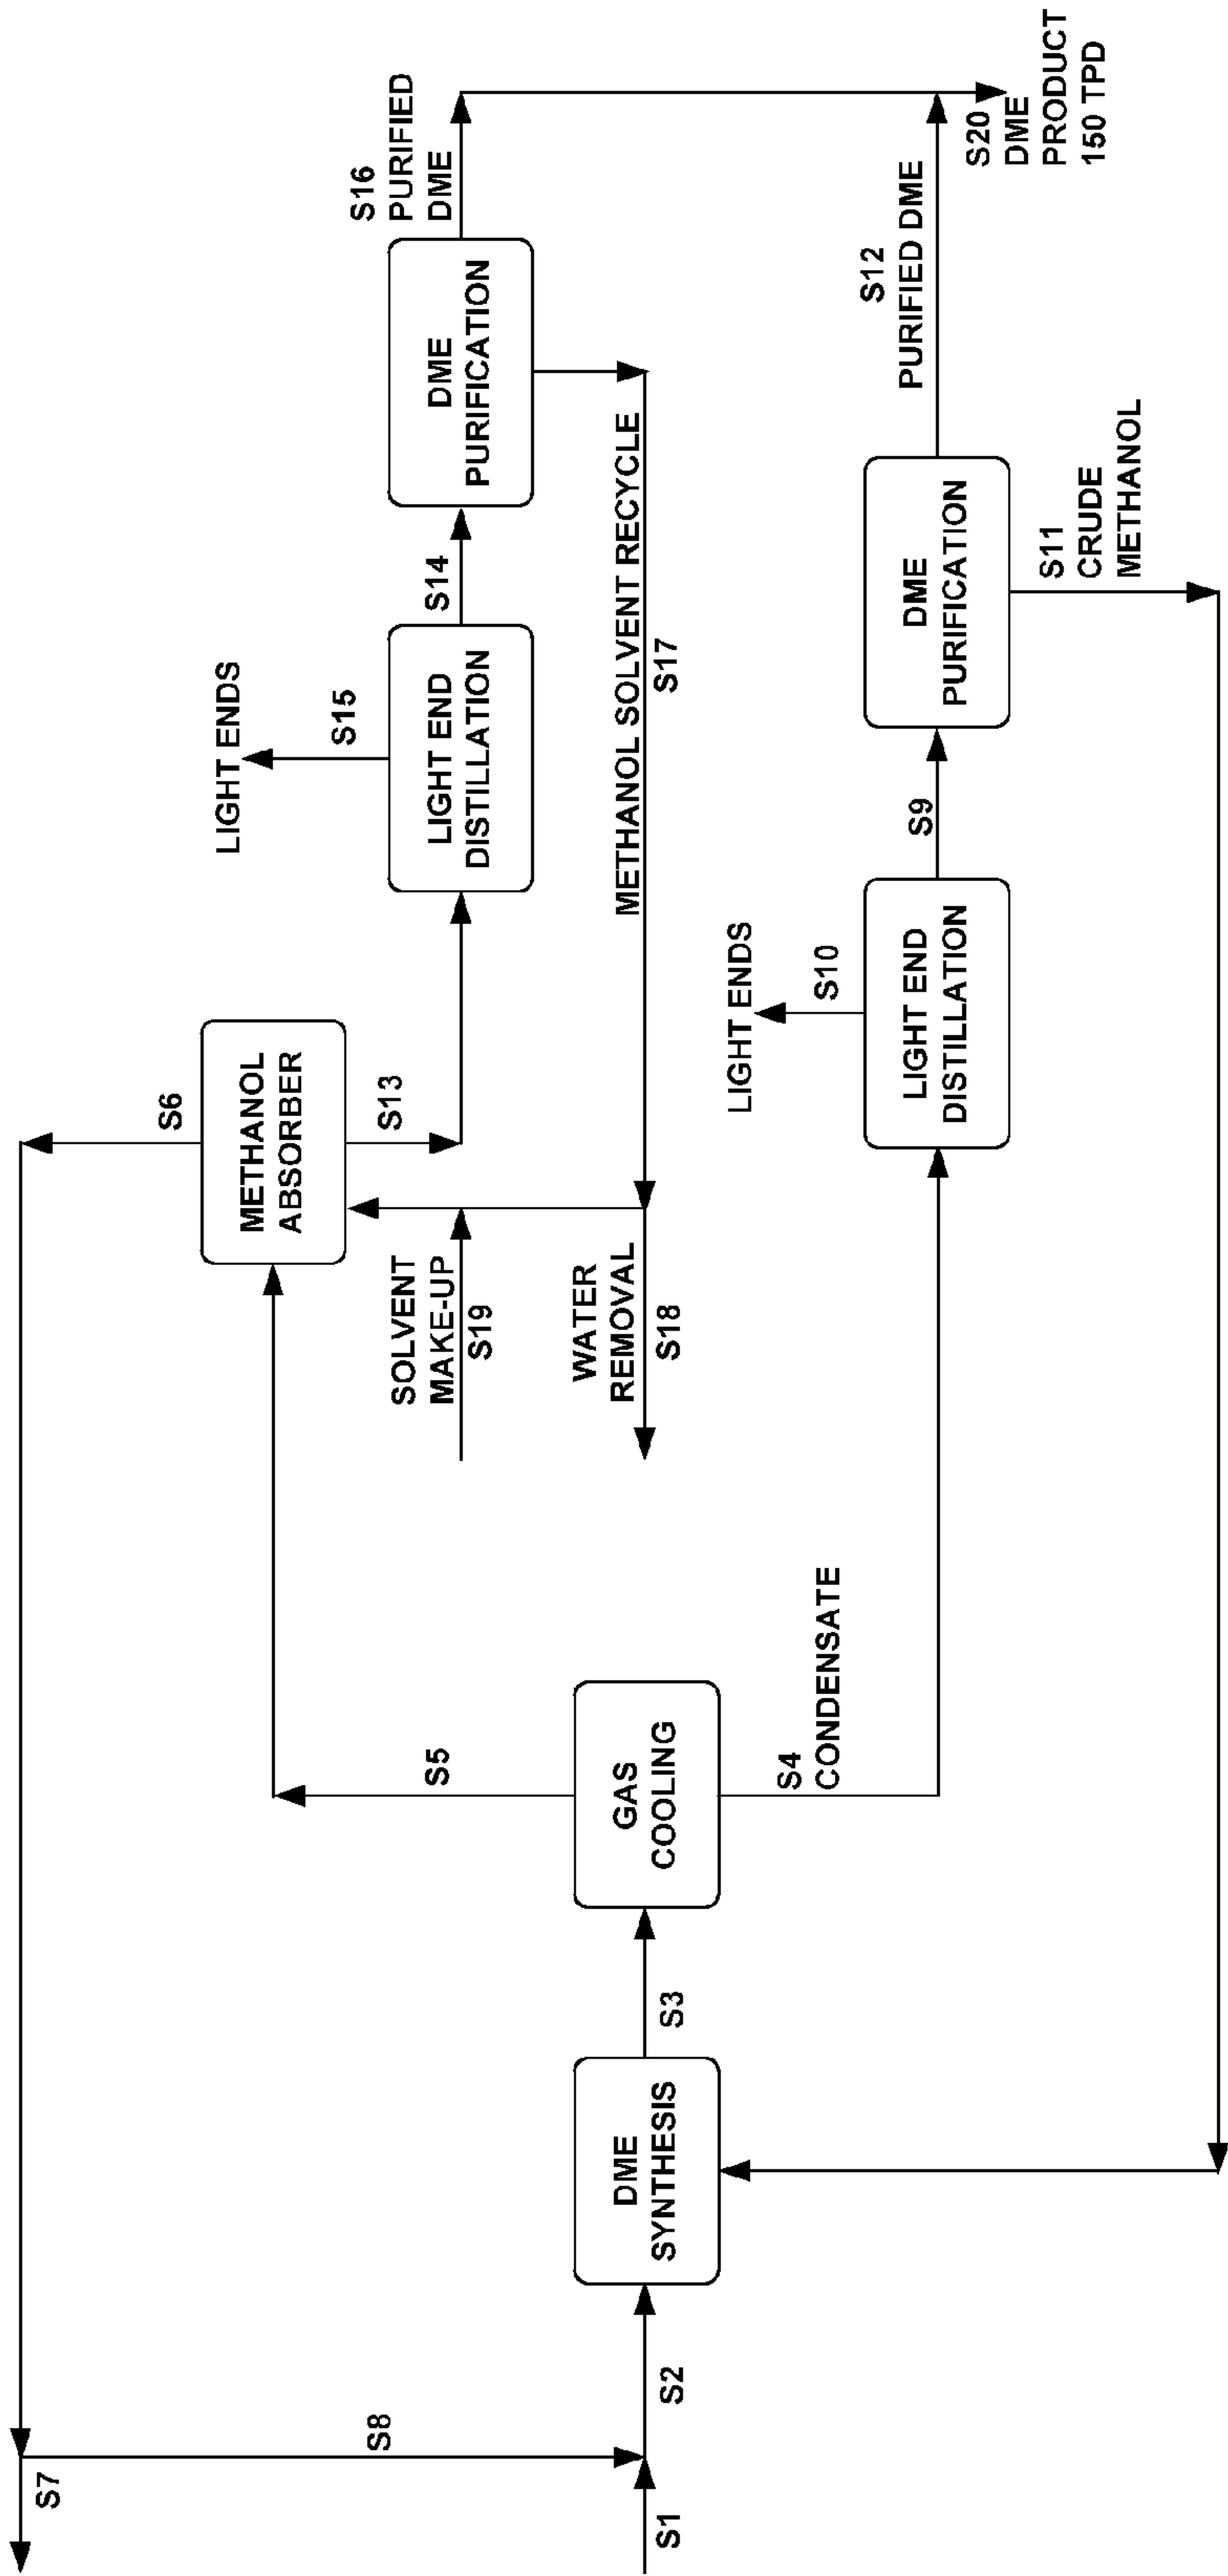 S7
S8
S1
S2
DME
SYNTHESIS
S3
GAS
COOLING
S5
S4
CONDENSATE
S6
METHANOL
ABSORBER
S13
SOLVENT
MAKE-UP
S19
WATER
REMOVAL
S18
LIGHT ENDS
S15
LIGHT END
DISTILLATION
S14
DME
PURIFICATION
S16
PURIFIED
DME
METHANOL SOLVENT RECYCLE
S17
LIGHT ENDS
S10
LIGHT END
DISTILLATION
S9
DME
PURIFICATION
S12
PURIFIED DME
S11
CRUDE
METHANOL
S20
DME
PRODUCT
150 TPD